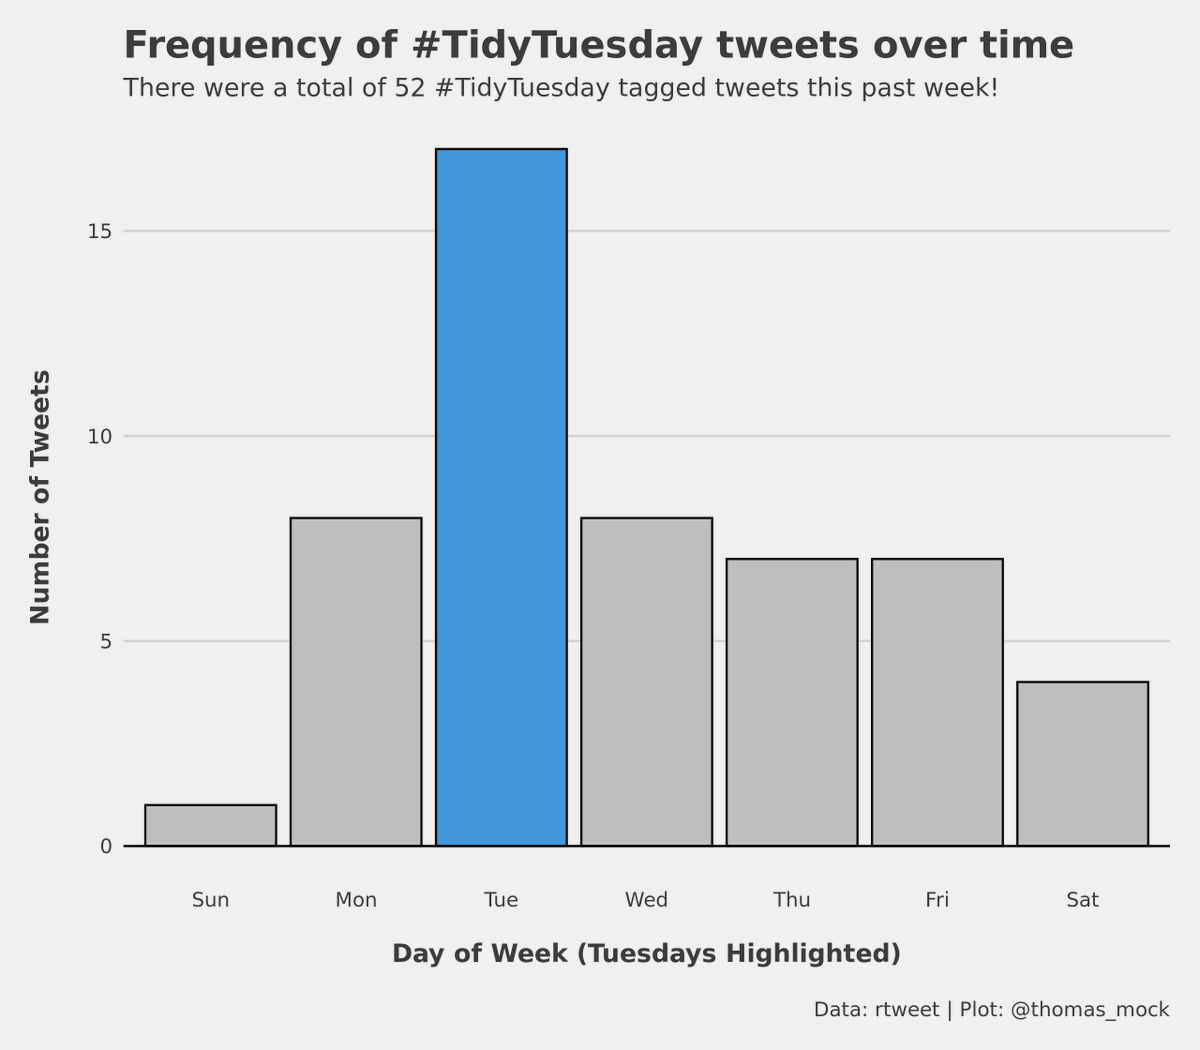 Frequency of #TidyTuesday tweets over time
There were a total of 52 #TidyTuesday tagged tweets this past week!
Number of Tweets
15
10
5
0
Sun Mon Tue Wed Thu Fri Sat
Day of Week (Tuesdays Highlighted)
Data: rtweet | Plot: @thomas_mock